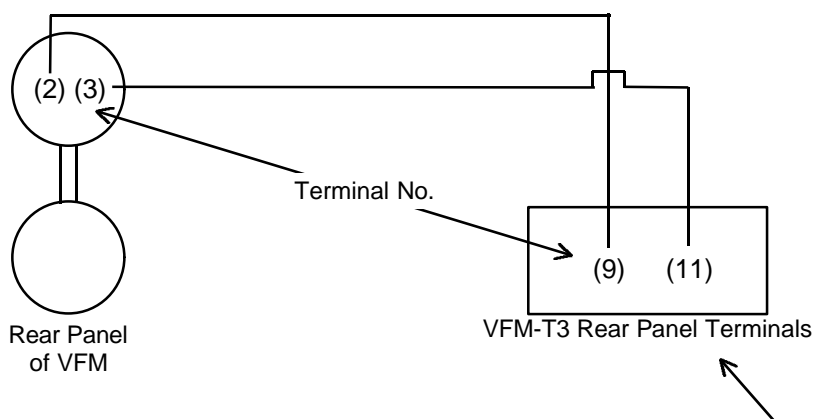 (2) (3)
Terminal No.
(9) (11)
VFM-T3 Rear Panel Terminals
Rear Panel
of VFM